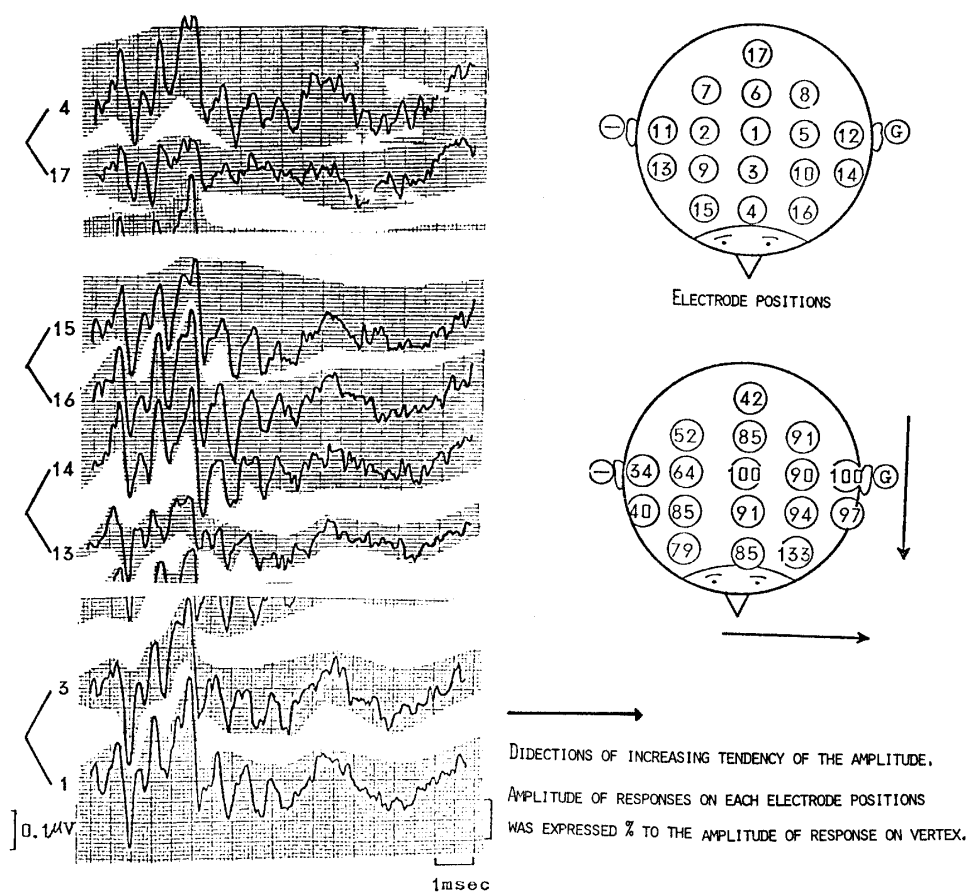 4
17
15
16
14
13
3
1
0.1μV
1msec
17
7 6 8
⊖ 11 2 1 5 12 G
13 9 3 10 14
15 4 16
ELECTRODE POSITIONS
42
52 85 91
⊖ 34 64 100 90 100 G
40 85 91 94 97
79 85 133
DIDECTIONS OF INCREASING TENDENCY OF THE AMPLITUDE.
AMPLITUDE OF RESPONSES ON EACH ELECTRODE POSITIONS
WAS EXPRESSED % TO THE AMPLITUDE OF RESPONSE ON VERTEX.